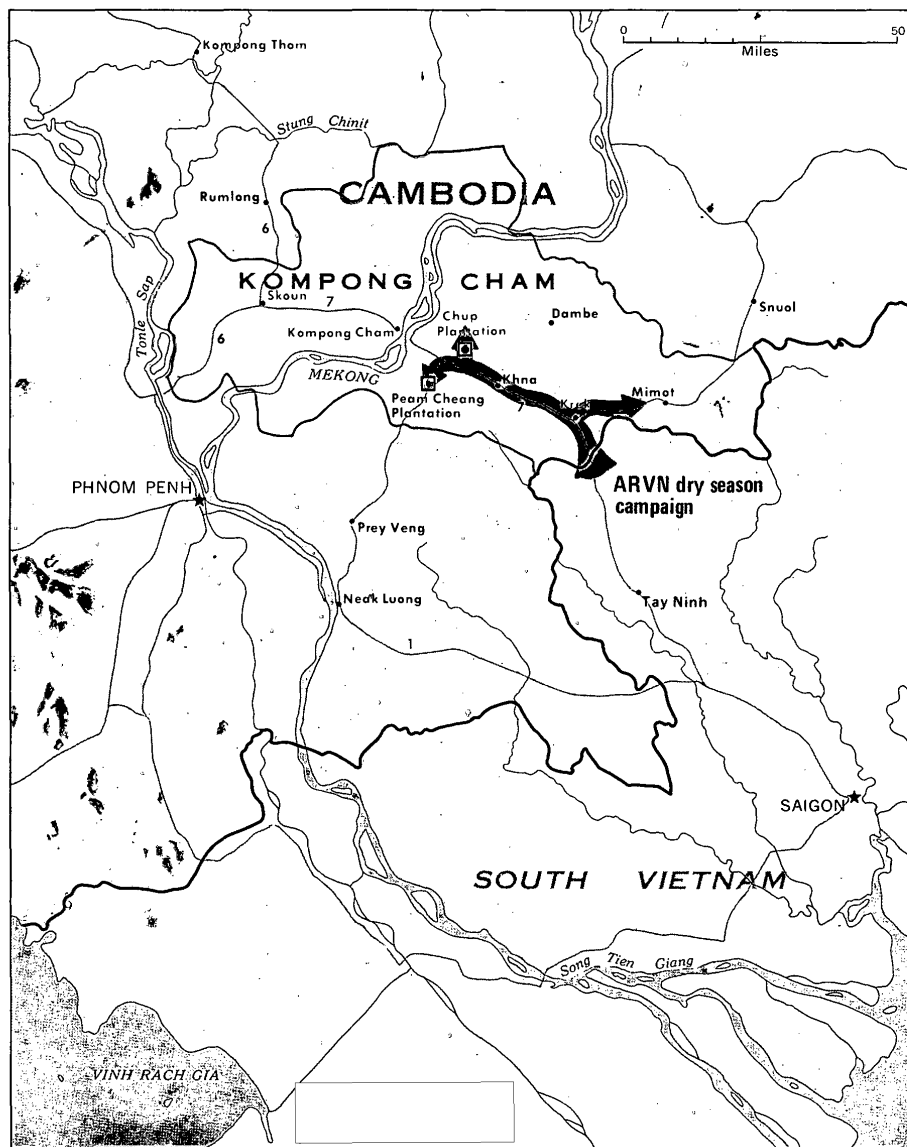 Kompong Thom
0
50
Miles
Stung Chinit
CAMBODIA
Rumlong
6
KOMPONG CHAM
Tonle Sap
Skoun
7
Dambe
Snuol
Chup
Plantation
Kompong Cham
6
MEKONG
Khna
Mimot
7
Krek
Peam Cheang
Plantation
ARVN dry season
campaign
PHNOM PENH
Prey Veng
Neak Luong
Tay Ninh
1
SAIGON
SOUTH VIETNAM
Song Tien Giang
VINH RACH GIA